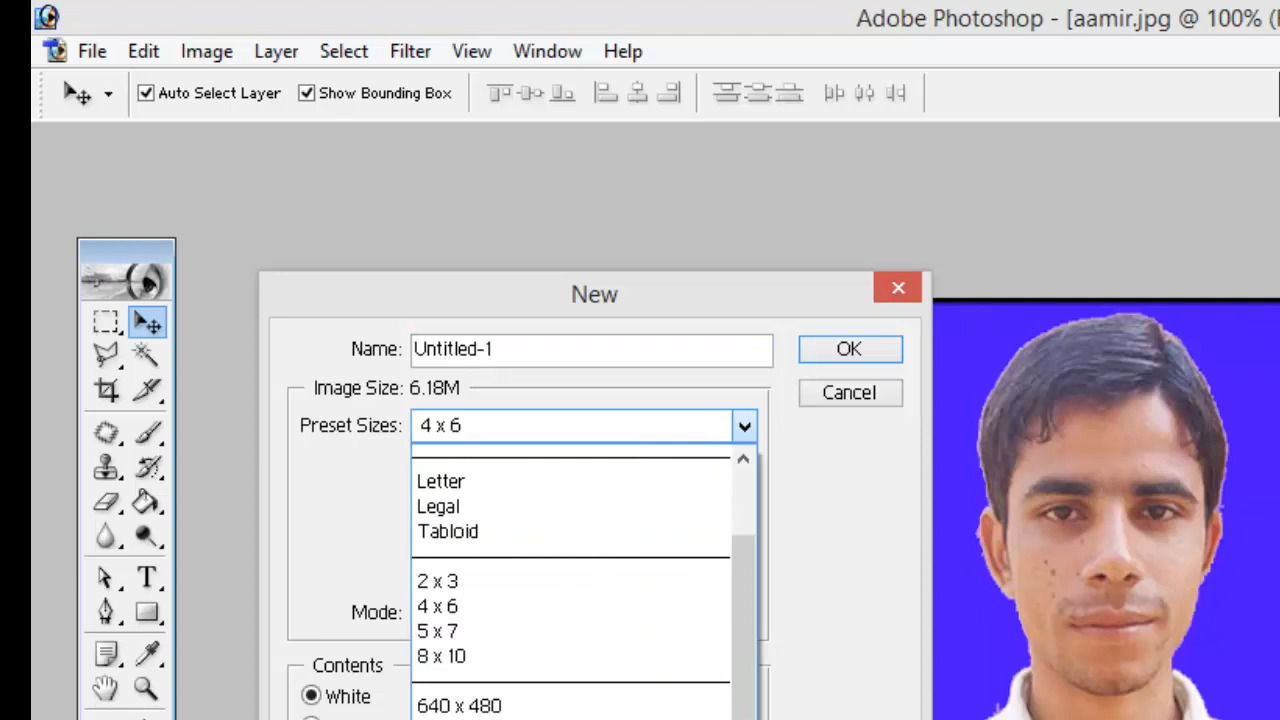 Adobe Photoshop - [aamir.jpg @ 100% (
File Edit Image Layer Select Filter View Window Help
Auto Select Layer Show Bounding Box
New
Name: Untitled-1 OK
Image Size: 6.18M
Cancel
Preset Sizes: 4 x 6
Letter
Legal
Tabloid
2 x 3
4 x 6
5 x 7
8 x 10
640 x 480
Mode:
Contents
White
T